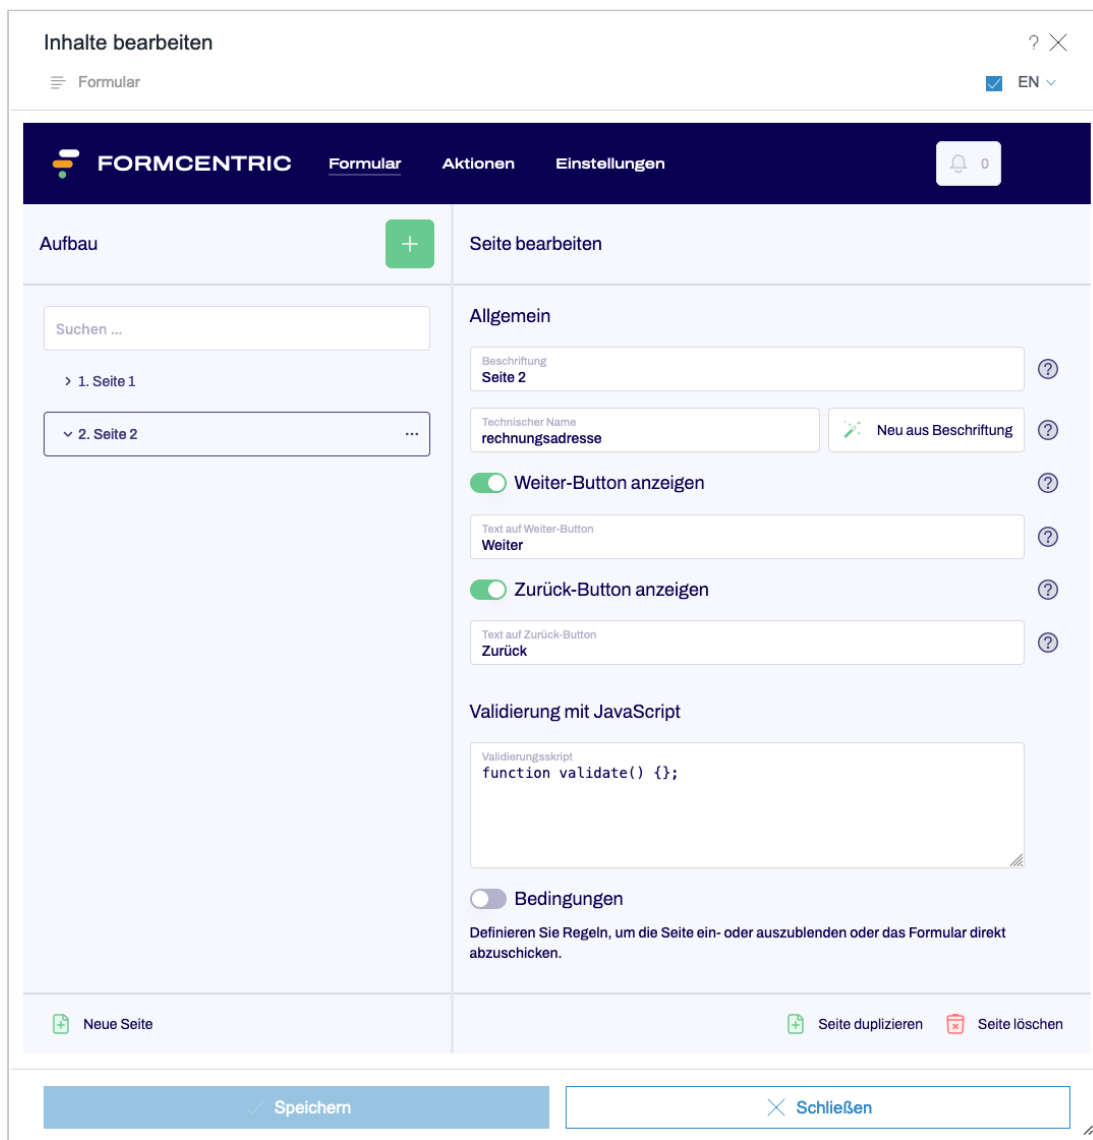 Inhalte bearbeiten
?
Formular
EN
FORMCENTRIC
Formular
Aktionen
Einstellungen
0
Aufbau
+
Seite bearbeiten
Suchen ...
1. Seite 1
2. Seite 2
...
Allgemein
Beschriftung
Seite 2
?
Technischer Name
rechnungsadresse
Neu aus Beschriftung
?
Weiter-Button anzeigen
?
Text auf Weiter-Button
Weiter
?
Zurück-Button anzeigen
?
Text auf Zurück-Button
Zurück
?
Validierung mit JavaScript
Validierungsskript
function validate() {};
Bedingungen
Definieren Sie Regeln, um die Seite ein- oder auszublenden oder das Formular direkt
abzuschicken.
Neue Seite
Seite duplizieren
Seite löschen
Speichern
Schließen